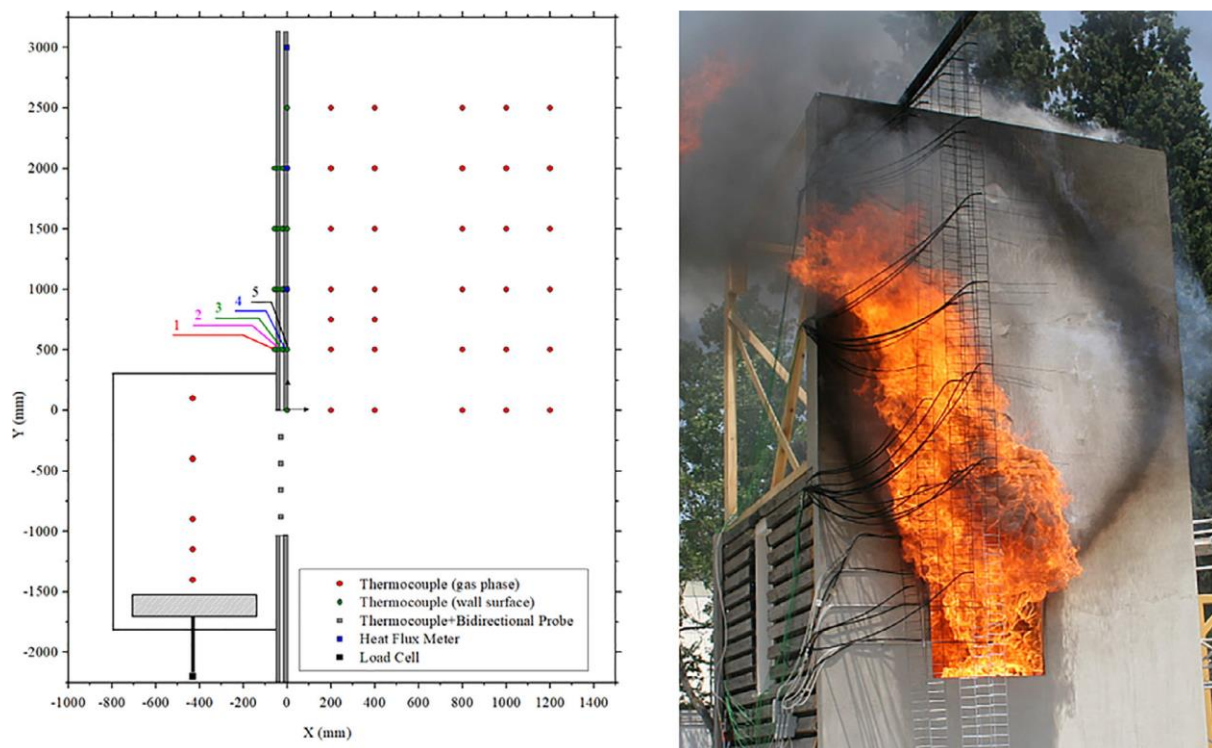 3000
2500
2000
1500
1000
500
0
-500
-1000
-1500
-2000
Y (mm)
1
2
3
4
5
Thermocouple (gas phase)
Thermocouple (wall surface)
Thermocouple+Bidirectional Probe
Heat Flux Meter
Load Cell
-1000 -800 -600 -400 -200 0 200 400 600 800 1000 1200 1400
X (mm)